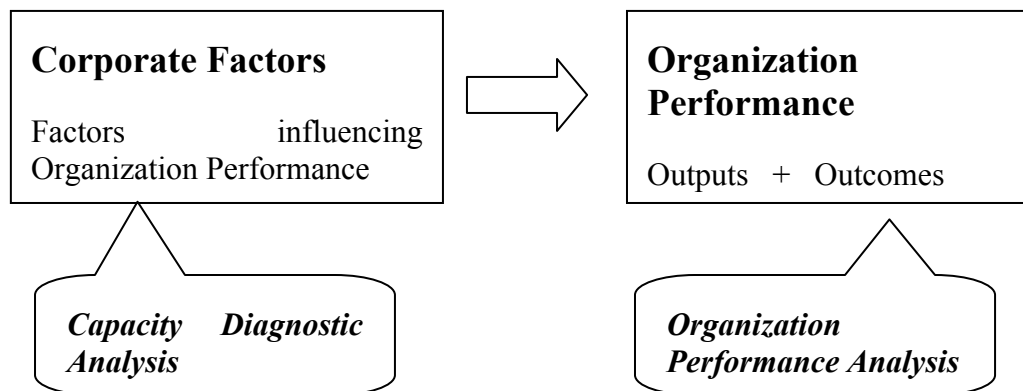 Corporate Factors
Factors influencing
Organization Performance
Organization
Performance
Outputs + Outcomes
Capacity Diagnostic
Analysis
Organization
Performance Analysis